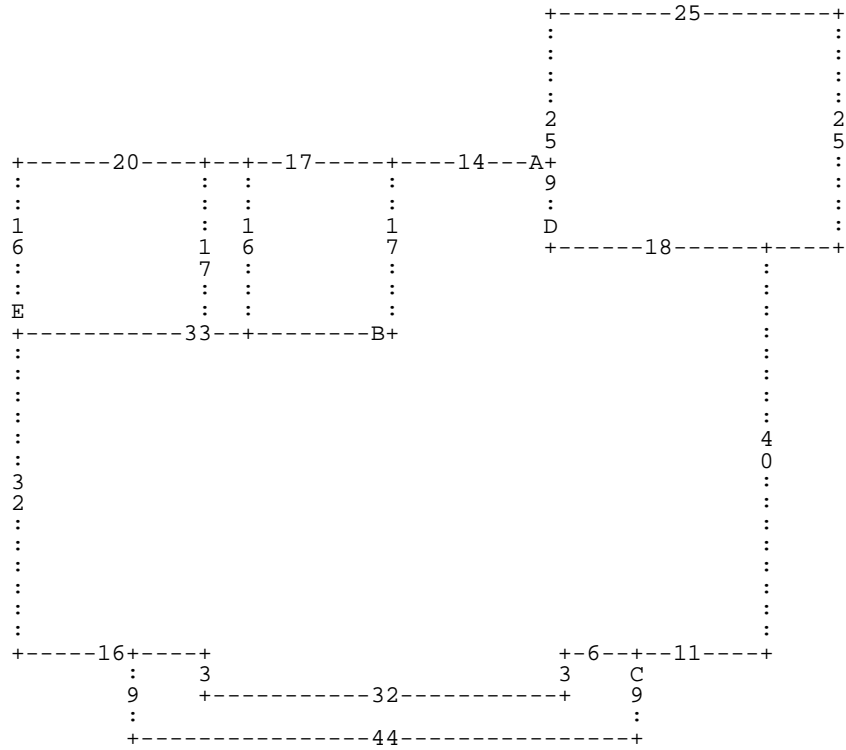 +--------25---------+
                                     :                   :
                                     :                   :
                                     :                   :
                                     :                   :
                                     2                   2
                                     5                   5
+------20----+--+--17-----+----14---A+                   :
:            :  :         :          9                   :
:            :  :         :          :                   :
1            :  1         1          D                   :
6            1  6         7          +------18------+----+
:            7  :         :                         :
:            :  :         :                         :
E            :  :         :                         :
+-----------33--+--------B+                         :
:                                                   :
:                                                   :
:                                                   :
:                                                   :
:                                                   4
:                                                   0
3                                                   :
2                                                   :
:                                                   :
:                                                   :
:                                                   :
:                                                   :
:                                                   :
:                                                   :
+-----16+----+                        +-6--+--11----+
        :    3                        3    C
        9    +-----------32-----------+    9
        :                                  :
        +----------------44----------------+